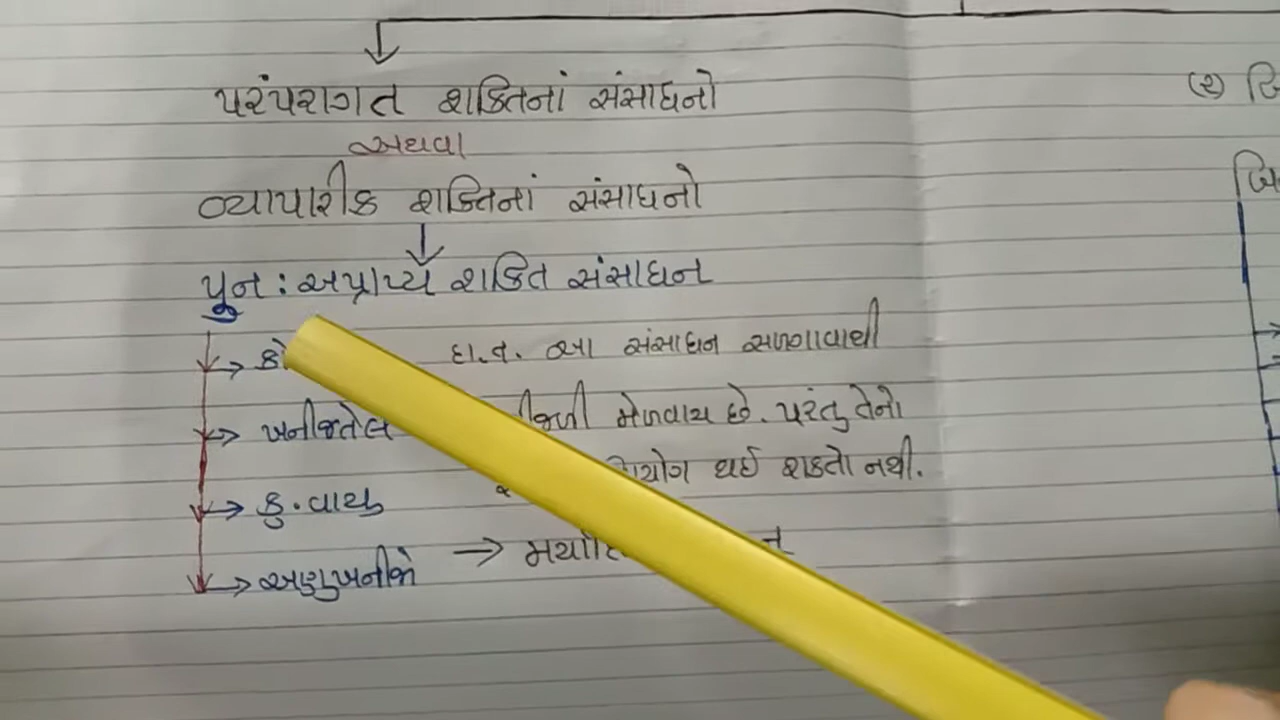 પરંપરાગત શક્તિનાં સંસાધનો
અથવા
વ્યાપારીક શક્તિનાં સંસાધનો
પૂન : અપ્રાપ્ય શક્તિ સંસાધન
દા.ત. આ સંસાધન સળગાવાથી
ખનીજતેલ
મેળવાય છે. પરંતુ તેનો
થઈ શકતો નથી.
કુ.વાયુ
અણુખનીજો
(૨)